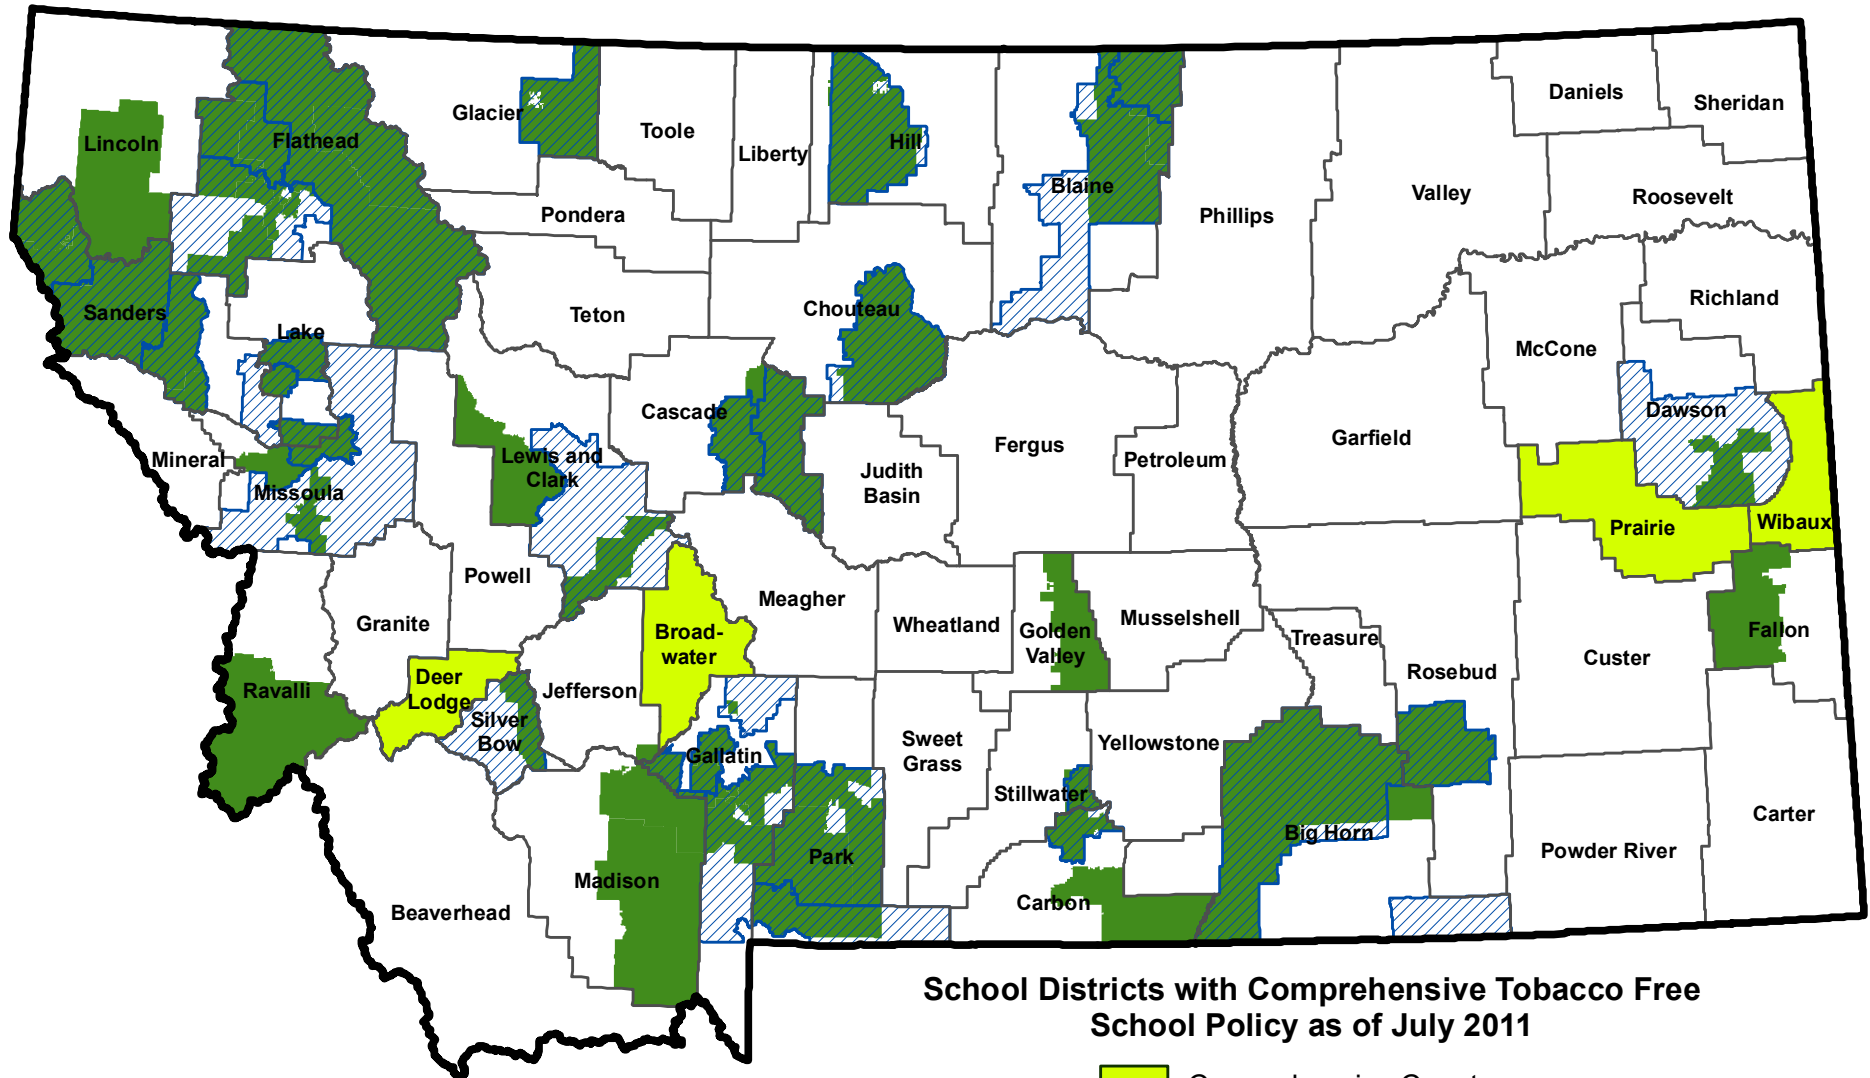 Daniels
Sheridan
Glacier
Toole
Liberty
Hill
Lincoln
Flathead
Blaine
Valley
Roosevelt
Pondera
Phillips
Richland
Sanders
Lake
Teton
Chouteau
McCone
Cascade
Dawson
Mineral
Missoula
Lewis and
Clark
Judith
Basin
Fergus
Petroleum
Garfield
Prairie
Wibaux
Powell
Granite
Meagher
Wheatland
Golden
Valley
Musselshell
Treasure
Broad-
water
Rosebud
Custer
Fallon
Ravalli
Deer
Lodge
Jefferson
Silver
Bow
Gallatin
Sweet
Grass
Yellowstone
Stillwater
Big Horn
Carter
Park
Powder River
Madison
Beaverhead
Carbon
School Districts with Comprehensive Tobacco Free
School Policy as of July 2011